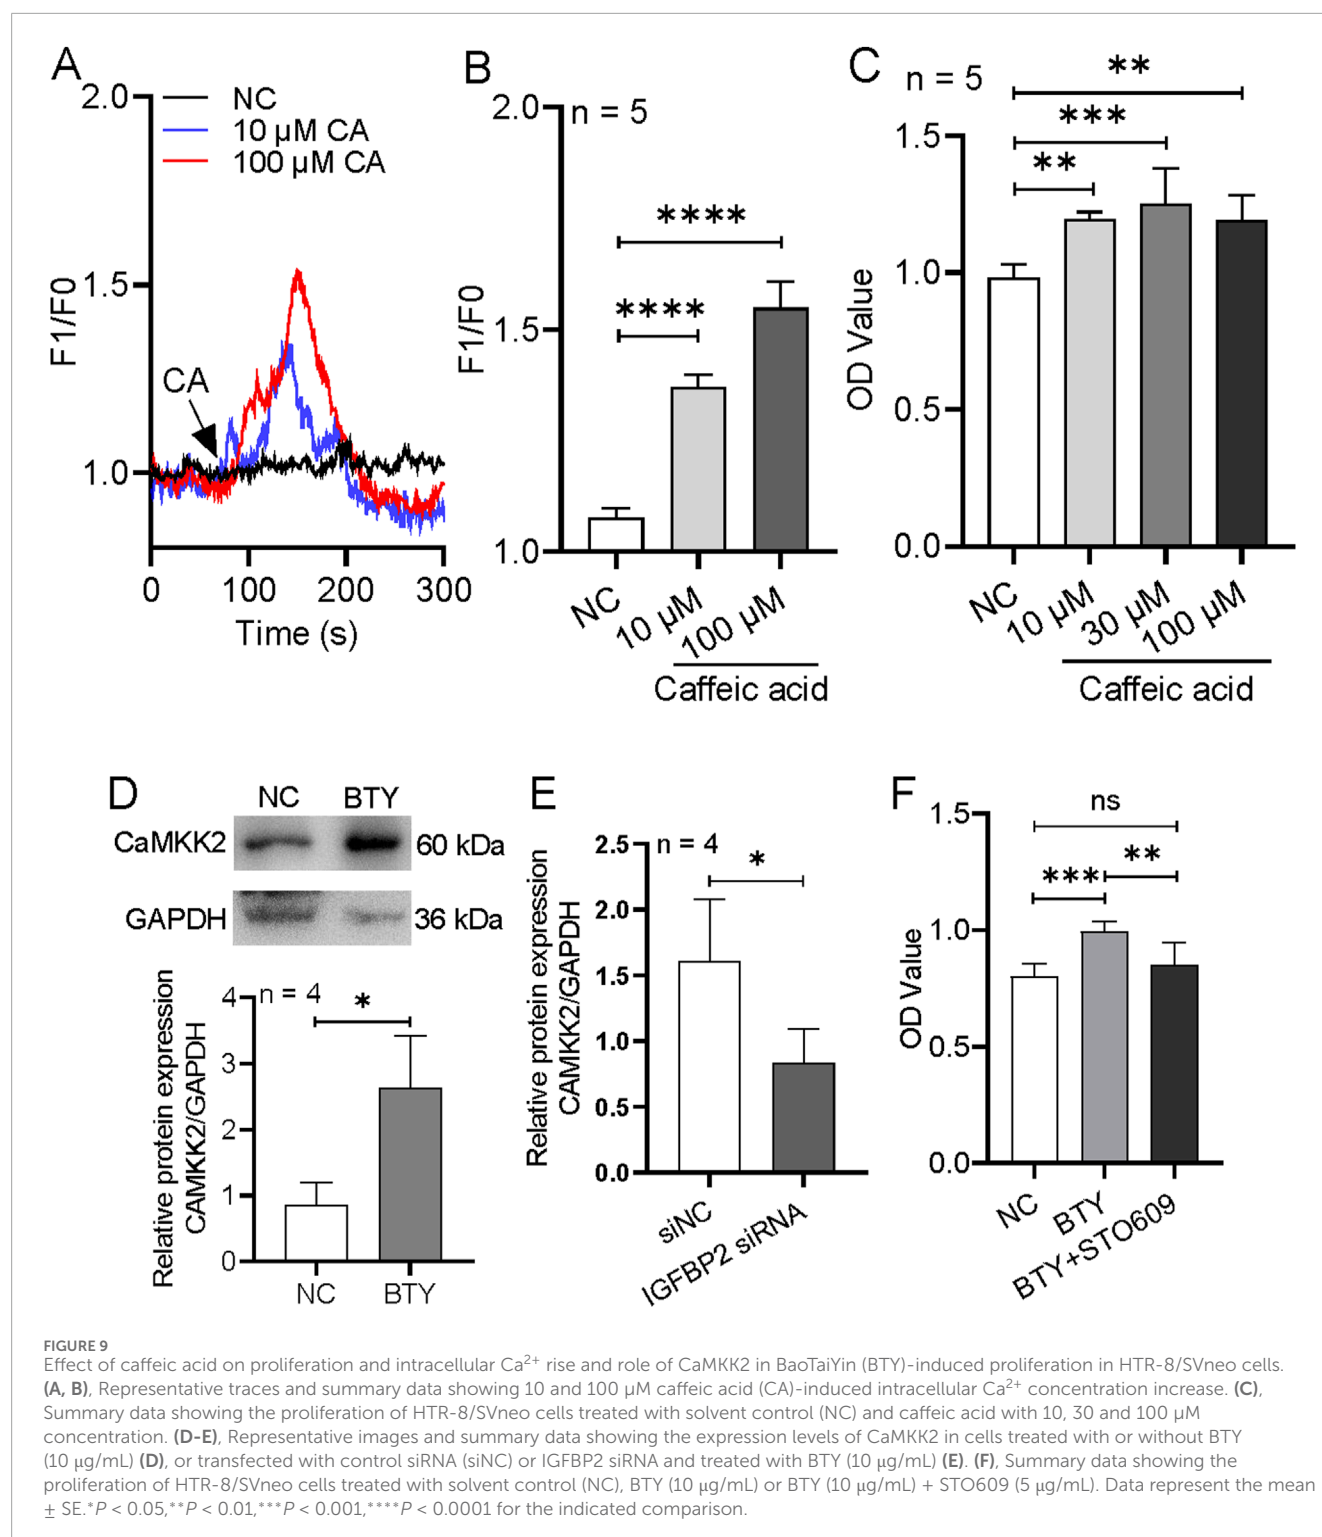 A
2.0
NC
10 µM CA
100 µM CA
1.5
F1/F0
CA
1.0
0 100 200 300
Time (s)
B
2.0
n = 5
****
****
1.5
F1/F0
1.0
NC
10 µM
100 µM
Caffeic acid
C
n = 5
**
***
**
1.5
1.0
OD Value
0.5
0.0
NC
10 µM
30 µM
100 µM
Caffeic acid
D
NC BTY
CaMKK2 60 kDa
GAPDH 36 kDa
n = 4
*
4
3
2
1
0
Relative protein expression
CAMKK2/GAPDH
NC BTY
E
2.5
n = 4
*
2.0
1.5
1.0
0.5
0.0
Relative protein expression
CAMKK2/GAPDH
siNC
IGFBP2 siRNA
F
1.5
ns
**
***
1.0
OD Value
0.5
0.0
NC
BTY
BTY+STO609
FIGURE 9
Effect of caffeic acid on proliferation and intracellular Ca²⁺ rise and role of CaMKK2 in BaoTaiYin (BTY)-induced proliferation in HTR-8/SVneo cells.
(A, B), Representative traces and summary data showing 10 and 100 µM caffeic acid (CA)-induced intracellular Ca²⁺ concentration increase. (C),
Summary data showing the proliferation of HTR-8/SVneo cells treated with solvent control (NC) and caffeic acid with 10, 30 and 100 µM
concentration. (D-E), Representative images and summary data showing the expression levels of CaMKK2 in cells treated with or without BTY
(10 µg/mL) (D), or transfected with control siRNA (siNC) or IGFBP2 siRNA and treated with BTY (10 µg/mL) (E). (F), Summary data showing the
proliferation of HTR-8/SVneo cells treated with solvent control (NC), BTY (10 µg/mL) or BTY (10 µg/mL) + STO609 (5 µg/mL). Data represent the mean
± SE.*P < 0.05,**P < 0.01,***P < 0.001,****P < 0.0001 for the indicated comparison.